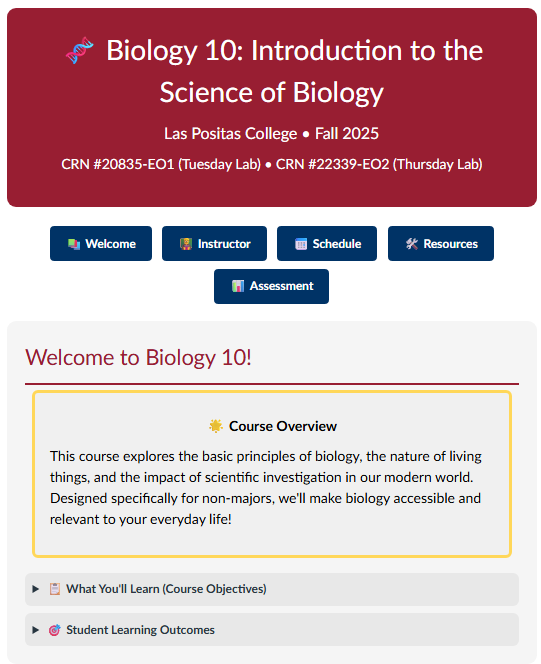 🧬 Biology 10: Introduction to the
Science of Biology
Las Positas College • Fall 2025
CRN #20835-EO1 (Tuesday Lab) • CRN #22339-EO2 (Thursday Lab)
Welcome
Instructor
Schedule
Resources
Assessment
Welcome to Biology 10!
Course Overview
This course explores the basic principles of biology, the nature of living
things, and the impact of scientific investigation in our modern world.
Designed specifically for non-majors, we'll make biology accessible and
relevant to your everyday life!
What You'll Learn (Course Objectives)
Student Learning Outcomes